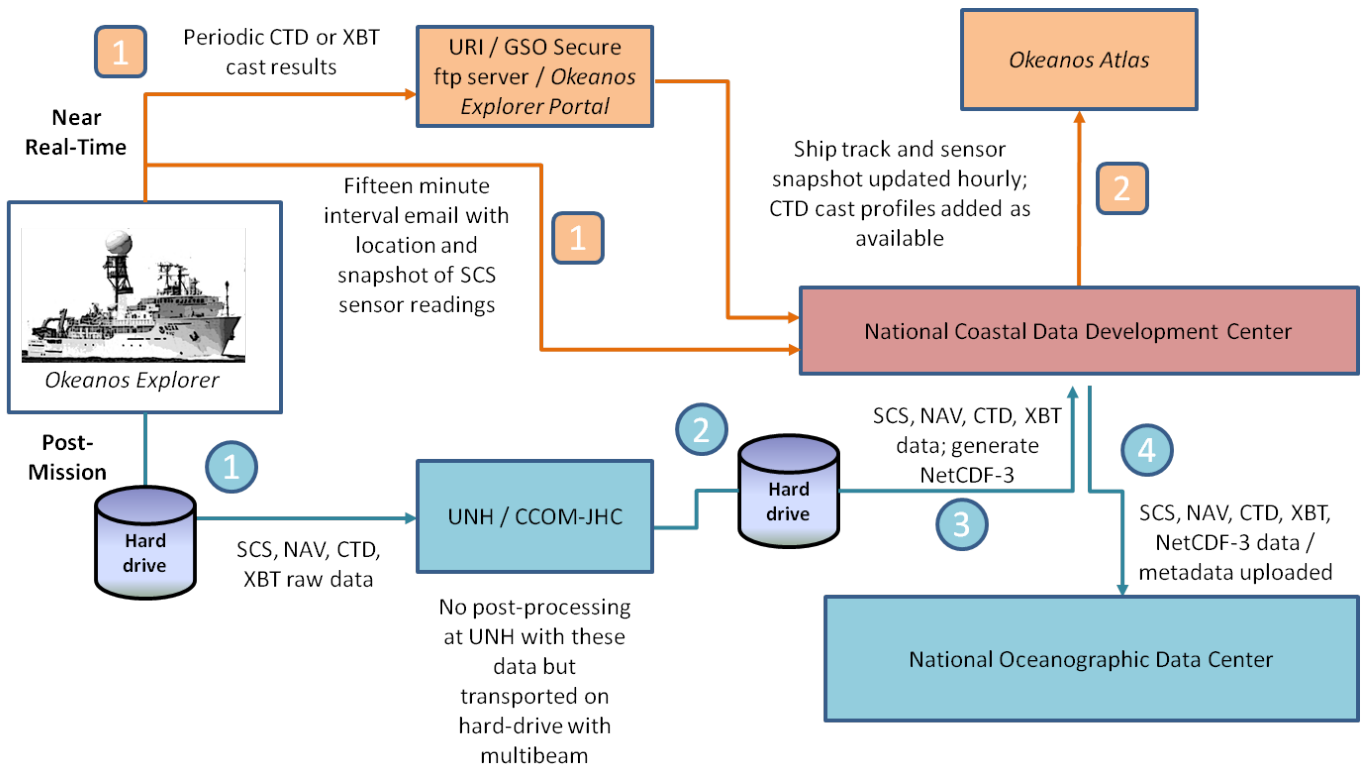 1
Periodic CTD or XBT
cast results
URI / GSO Secure
ftp server / Okeanos
Explorer Portal
Okeanos Atlas
Near
Real-Time
Fifteen minute
interval email with
location and
snapshot of SCS
sensor readings
1
Ship track and sensor
snapshot updated hourly;
CTD cast profiles added as
available
2
Okeanos Explorer
National Coastal Data Development Center
Post-
Mission
1
Hard
drive
SCS, NAV, CTD,
XBT raw data
UNH / CCOM-JHC
No post-processing
at UNH with these
data but
transported on
hard-drive with
multibeam
2
Hard
drive
SCS, NAV, CTD, XBT
data; generate
NetCDF-3
3
4
SCS, NAV, CTD, XBT,
NetCDF-3 data /
metadata uploaded
National Oceanographic Data Center